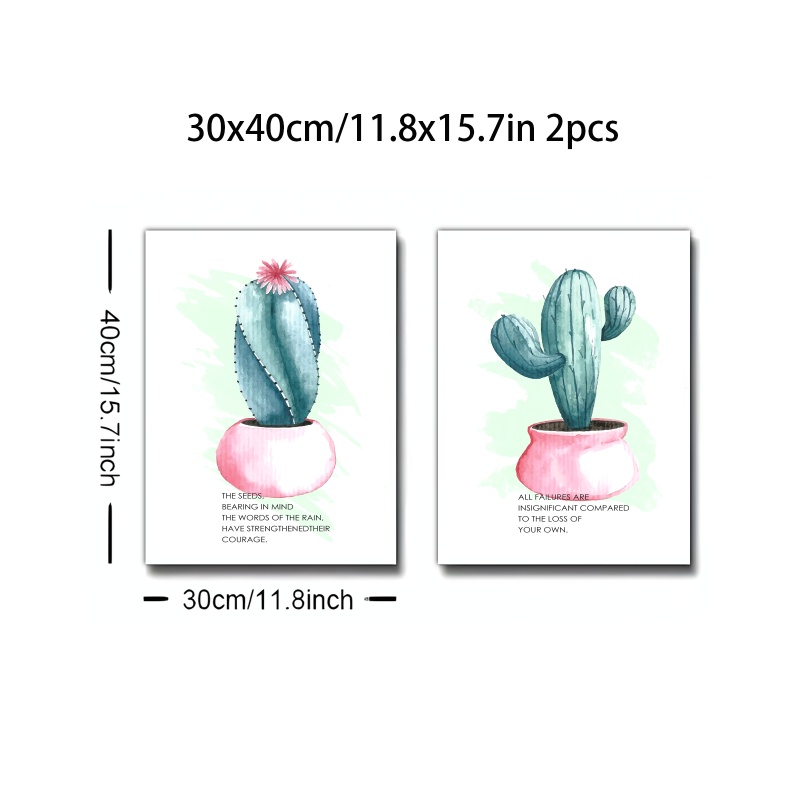 30x40cm/11.8x15.7in 2pcs
40cm/15.7inch
THE SEEDS,
BEARING IN MIND
THE WORDS OF THE RAIN,
HAVE STRENGTHENEDTHEIR
COURAGE.
ALL FAILURES ARE
INSIGNIFICANT COMPARED
TO THE LOSS OF
YOUR OWN.
30cm/11.8inch